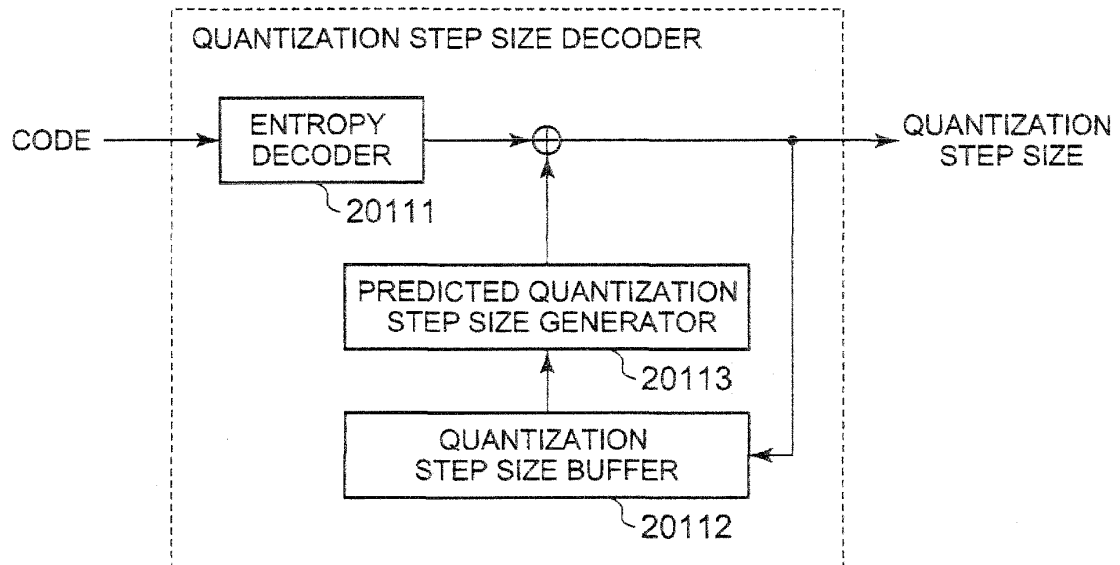 QUANTIZATION STEP SIZE DECODER
CODE
ENTROPY
DECODER
20111
QUANTIZATION
STEP SIZE
PREDICTED QUANTIZATION
STEP SIZE GENERATOR
20113
QUANTIZATION
STEP SIZE BUFFER
20112